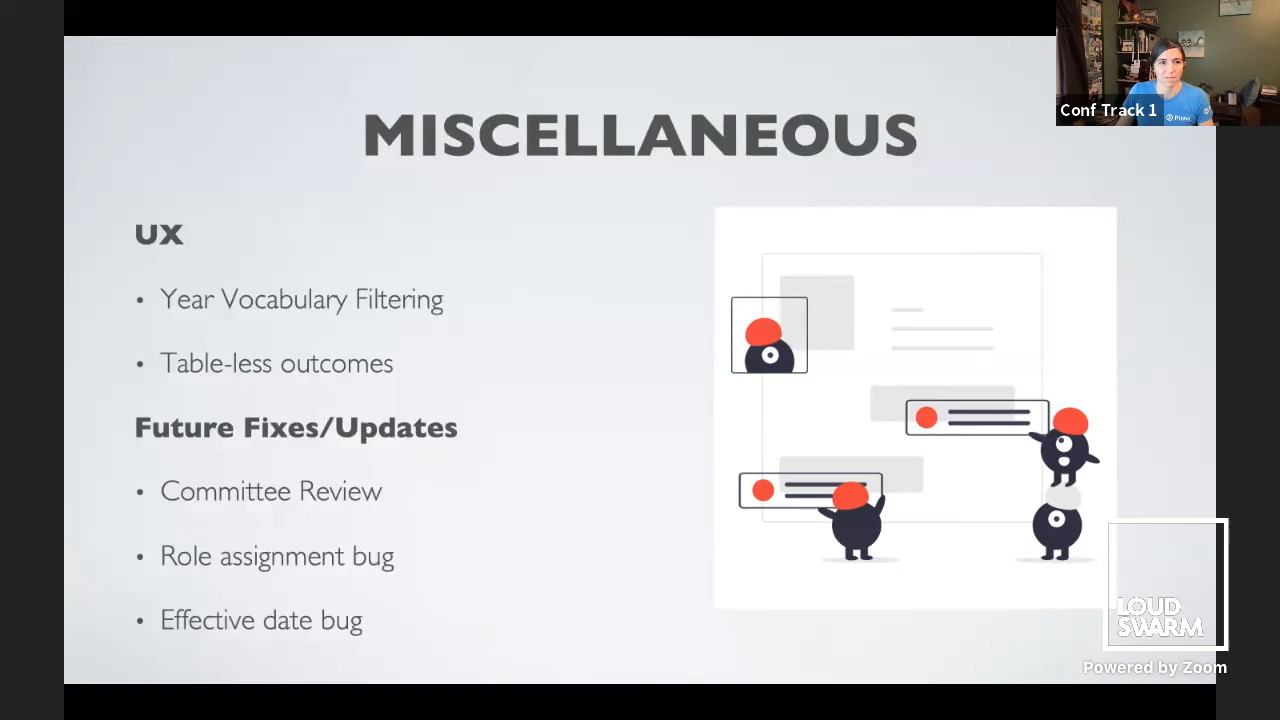 MISCELLANEOUS
Conf Track 1
Plone
UX
• Year Vocabulary Filtering
• Table-less outcomes
Future Fixes/Updates
• Committee Review
• Role assignment bug
• Effective date bug
LOUD
SWARM
Powered by Zoom